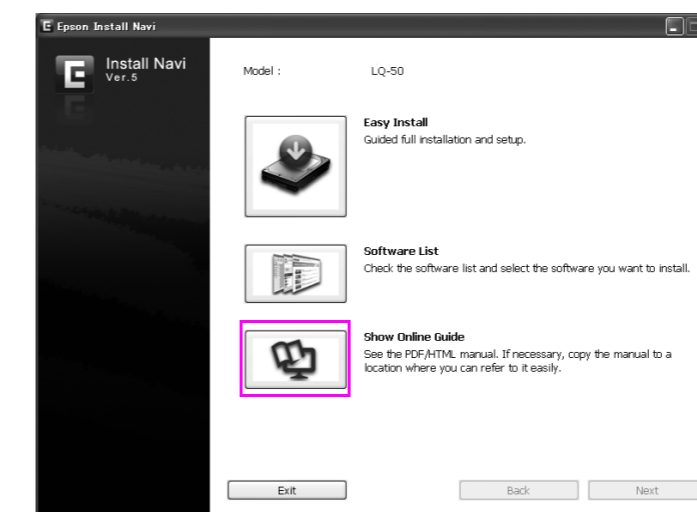 Epson Install Navi
Install Navi
Ver.5
Model : LQ-50
Easy Install
Guided full installation and setup.
Software List
Check the software list and select the software you want to install.
Show Online Guide
See the PDF/HTML manual. If necessary, copy the manual to a
location where you can refer to it easily.
Exit Back Next